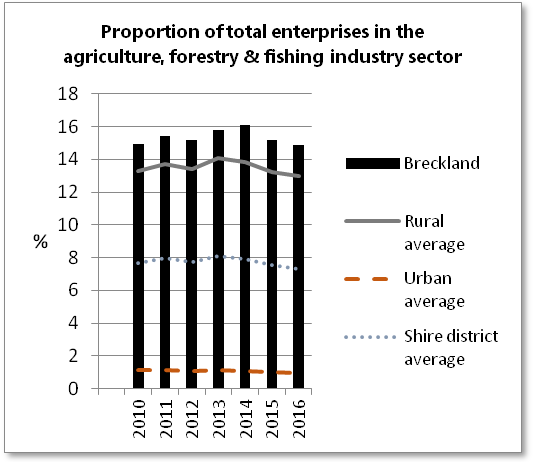 Proportion of total enterprises in the
agriculture, forestry & fishing industry sector
18
16
14
12
10
8
6
4
2
0
%
2010
2011
2012
2013
2014
2015
2016
Breckland
Rural
average
Urban
average
Shire district
average